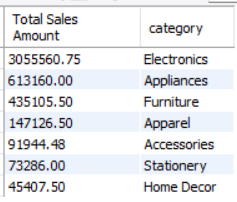 Total Sales Amount category
3055560.75 Electronics
613160.00 Appliances
435105.50 Furniture
147126.50 Apparel
91944.48 Accessories
73286.00 Stationery
45407.50 Home Decor